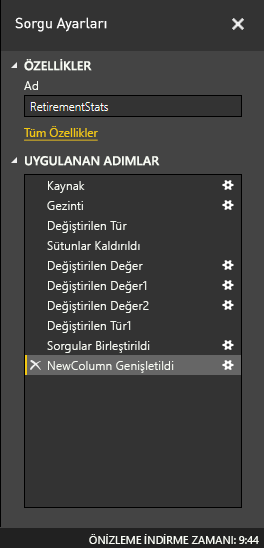 Sorgu Ayarları
ÖZELLİKLER
Ad
RetirementStats
Tüm Özellikler
UYGULANAN ADIMLAR
Kaynak
Gezinti
Değiştirilen Tür
Sütunlar Kaldırıldı
Değiştirilen Değer
Değiştirilen Değer1
Değiştirilen Değer2
Değiştirilen Tür1
Sorgular Birleştirildi
NewColumn Genişletildi
ÖNİZLEME İNDİRME ZAMANI: 9:44